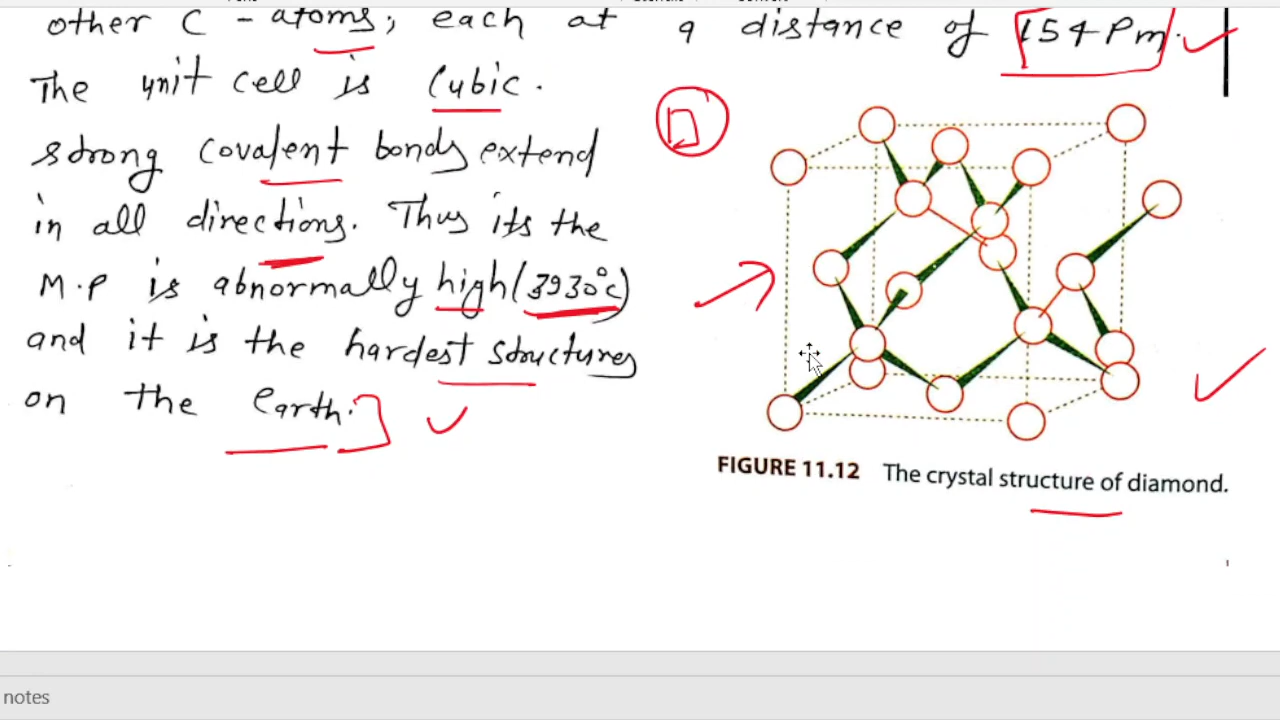 other C - atoms, each at a distance of 154 Pm.
The unit cell is Cubic.
strong covalent bonds extend
in all directions. Thus its the
M.P is abnormally high (3930°C)
and it is the hardest structures
on the earth.
FIGURE 11.12 The crystal structure of diamond.
notes